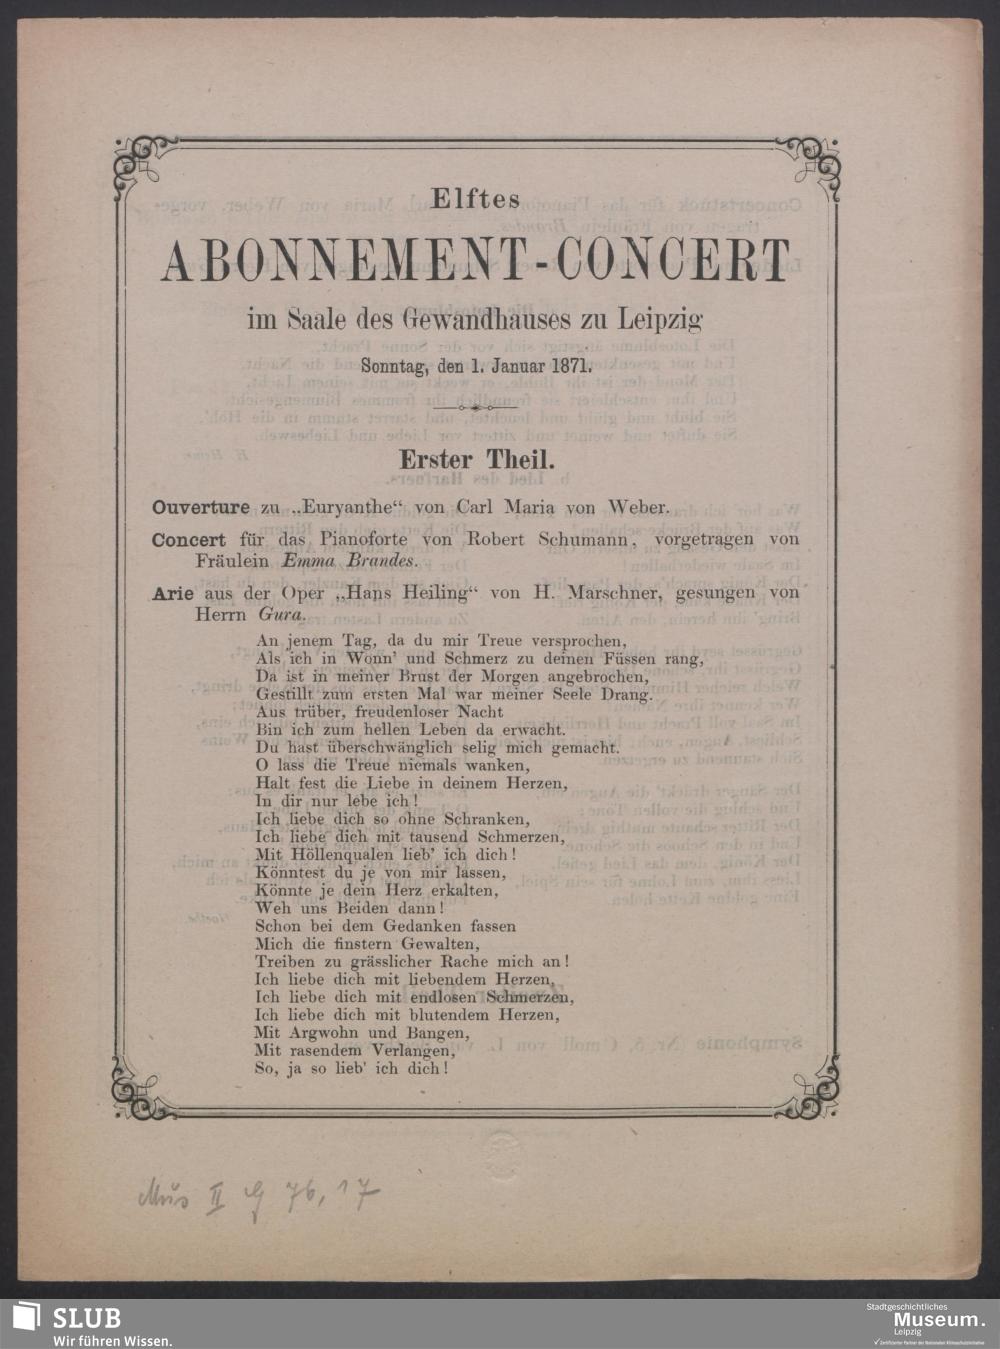 Elftes
ABONNEMENT-CONCERT
im Saale des Gewandhauses zu Leipzig
Sonntag, den 1. Januar 1871.
Erster Theil.
Ouverture zu „Euryanthe“ von Carl Maria von Weber.
Concert für das Pianoforte von Robert Schumann, vorgetragen von
Fräulein Emma Brandes.
Arie aus der Oper „Hans Heiling“ von H. Marschner, gesungen von
Herrn Gura.
An jenem Tag, da du mir Treue versprochen,
Als ich in Wonn' und Schmerz zu deinen Füssen rang,
Da ist in meiner Brust der Morgen angebrochen,
Gestillt zum ersten Mal war meiner Seele Drang.
Aus trüber, freudenloser Nacht
Bin ich zum hellen Leben da erwacht.
Du hast überschwänglich selig mich gemacht.
O lass die Treue niemals wanken,
Halt fest die Liebe in deinem Herzen,
In dir nur lebe ich!
Ich liebe dich so ohne Schranken,
Ich liebe dich mit tausend Schmerzen,
Mit Höllenqualen lieb' ich dich!
Könntest du je von mir lassen,
Könnte je dein Herz erkalten,
Weh uns Beiden dann!
Schon bei dem Gedanken fassen
Mich die finstern Gewalten,
Treiben zu grässlicher Rache mich an!
Ich liebe dich mit liebendem Herzen,
Ich liebe dich mit endlosen Schmerzen,
Ich liebe dich mit blutendem Herzen,
Mit Argwohn und Bangen,
Mit rasendem Verlangen,
So, ja so lieb' ich dich!
Mus II 76, 17
SLUB
Wir führen Wissen.
Stadtgeschichtliches
Museum.
Leipzig